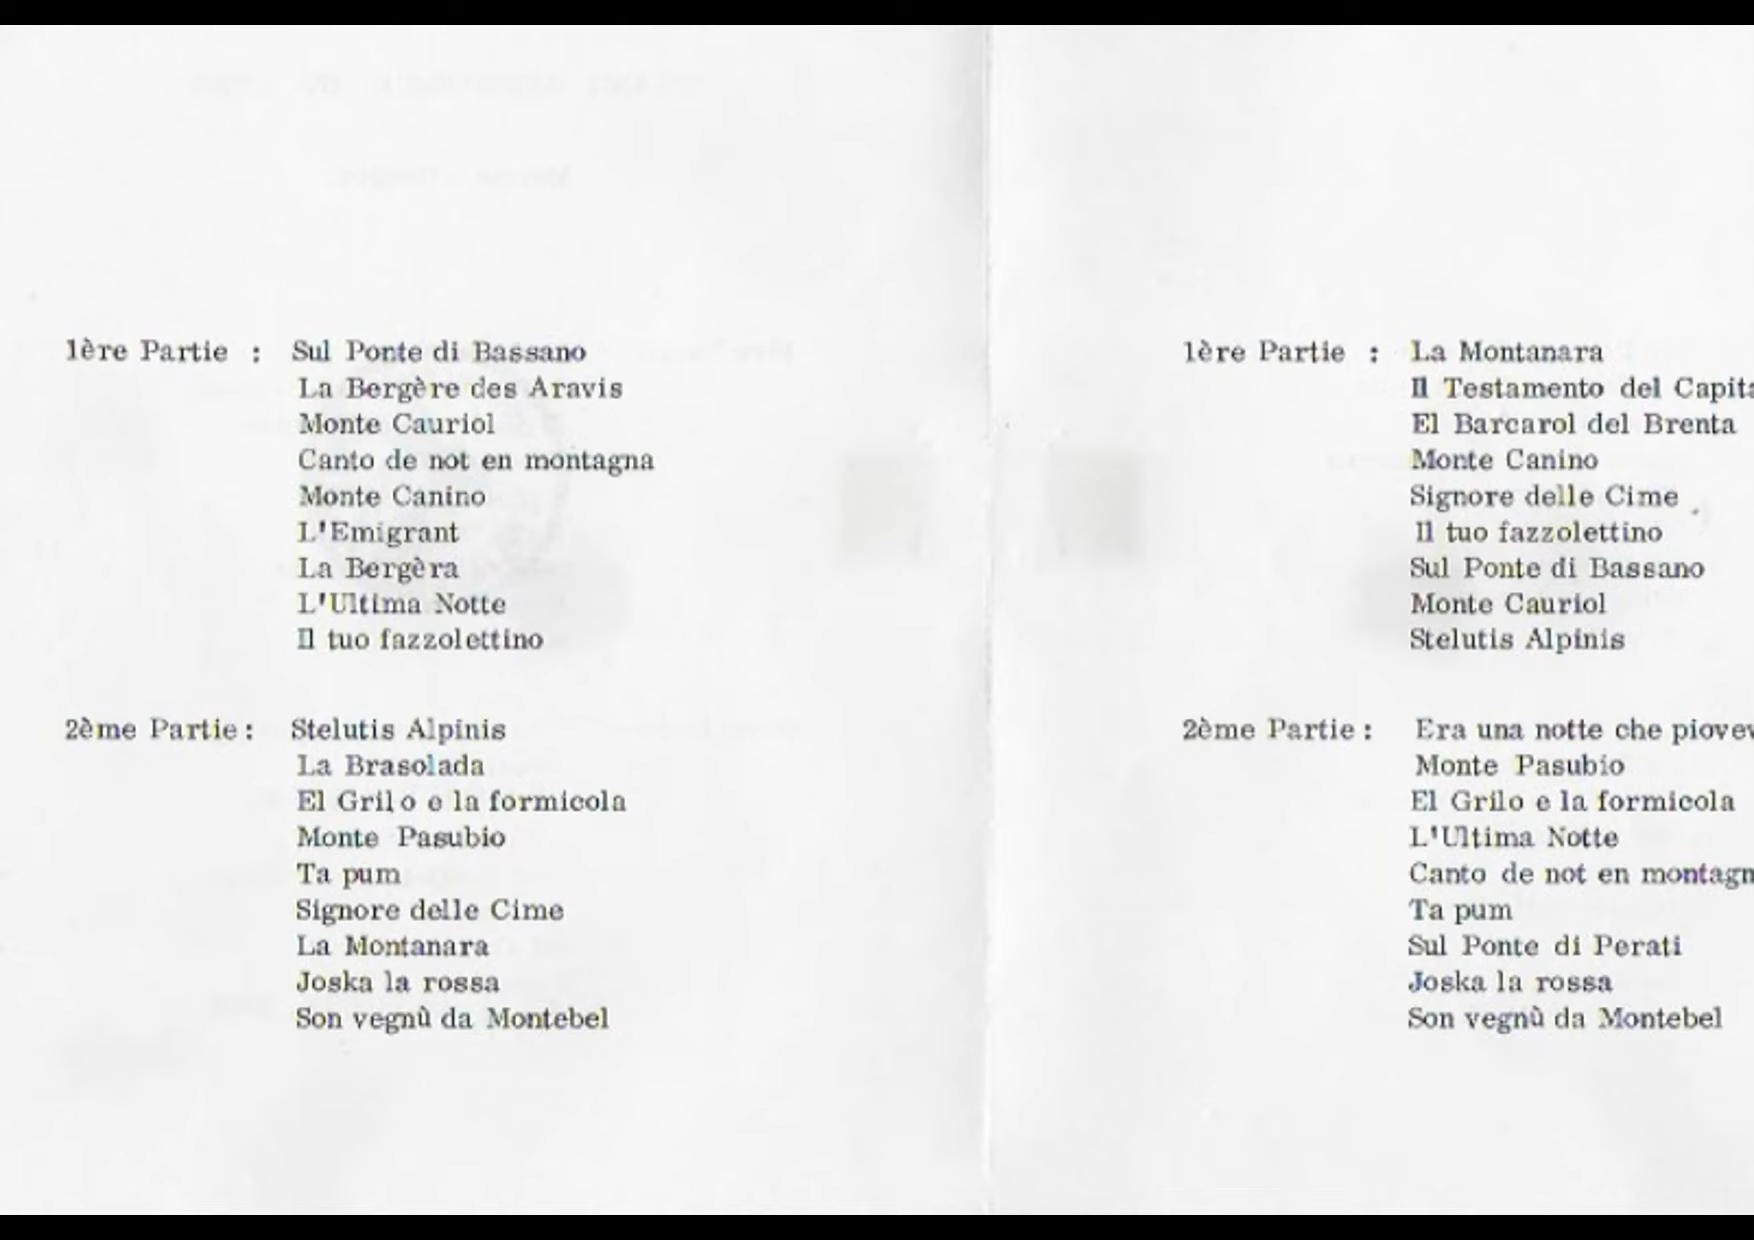 1ère Partie : Sul Ponte di Bassano
La Bergère des Aravis
Monte Cauriol
Canto de not en montagna
Monte Canino
L'Emigrant
La Bergèra
L'Ultima Notte
Il tuo fazzolettino
2ème Partie : Stelutis Alpinis
La Brasolada
El Grilo e la formicola
Monte Pasubio
Ta pum
Signore delle Cime
La Montanara
Joska la rossa
Son vegnù da Montebel
1ère Partie : La Montanara
Il Testamento del Capita
El Barcarol del Brenta
Monte Canino
Signore delle Cime
Il tuo fazzolettino
Sul Ponte di Bassano
Monte Cauriol
Stelutis Alpinis
2ème Partie : Era una notte che piovev
Monte Pasubio
El Grilo e la formicola
L'Ultima Notte
Canto de not en montagn
Ta pum
Sul Ponte di Perati
Joska la rossa
Son vegnù da Montebel